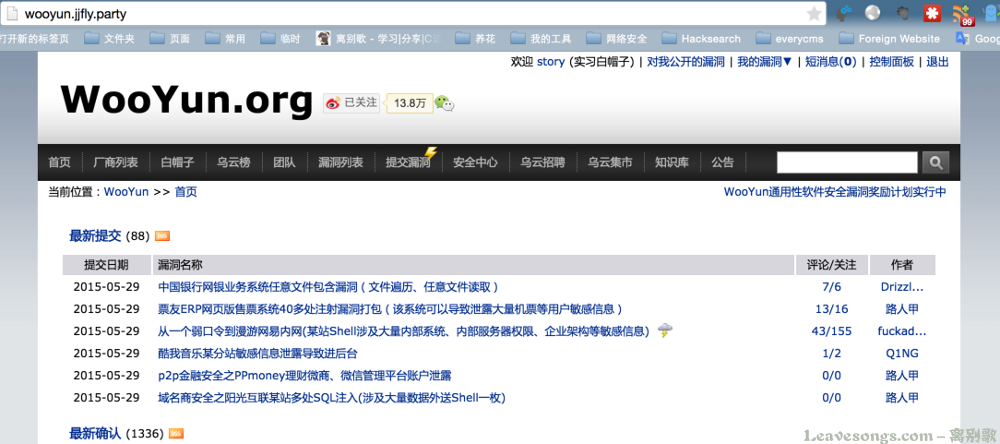 wooyun.jjfly.party
99
打开新的标签页 文件夹 页面 常用 临时 离别歌 - 学习|分享|C 养花 我的工具 网络安全 Hacksearch everycms Foreign Website Goog
欢迎 story (实习白帽子) | 对我公开的漏洞 | 我的漏洞▼ | 短消息(0) | 控制面板 | 退出
WooYun.org 已关注 13.8万
首页 厂商列表 白帽子 乌云榜 团队 漏洞列表 提交漏洞 安全中心 乌云招聘 乌云集市 知识库 公告
当前位置：WooYun >> 首页 WooYun通用性软件安全漏洞奖励计划实行中
最新提交 (88)
提交日期 漏洞名称 评论/关注 作者
2015-05-29 中国银行网银业务系统任意文件包含漏洞（文件遍历、任意文件读取） 7/6 Drizzl...
2015-05-29 票友ERP网页版售票系统40多处注射漏洞打包（该系统可以导致泄露大量机票等用户敏感信息） 13/16 路人甲
2015-05-29 从一个弱口令到漫游网易内网(某站Shell涉及大量内部系统、内部服务器权限、企业架构等敏感信息) 43/155 fuckad...
2015-05-29 酷我音乐某分站敏感信息泄露导致进后台 1/2 Q1NG
2015-05-29 p2p金融安全之PPmoney理财微商、微信管理平台账户泄露 0/0 路人甲
2015-05-29 域名商安全之阳光互联某站多处SQL注入(涉及大量数据外送Shell一枚) 0/0 路人甲
最新确认 (1336)
Leavesongs.com - 离别歌